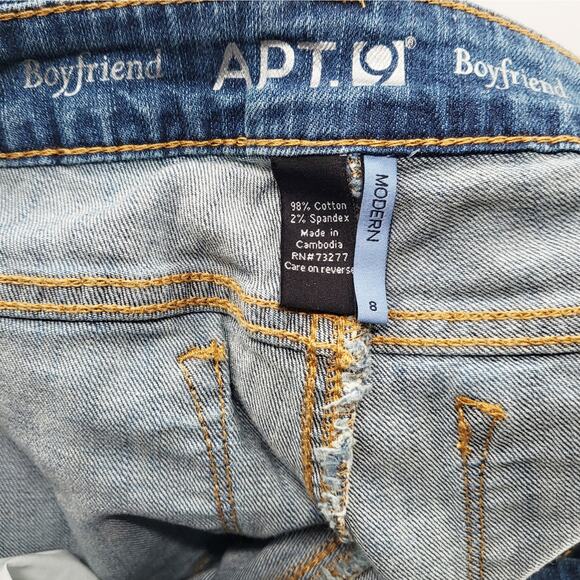 Boyfriend APT.9® Boyfriend
98% Cotton
2% Spandex
Made in
Cambodia
RN#73277
Care on reverse
MODERN
8